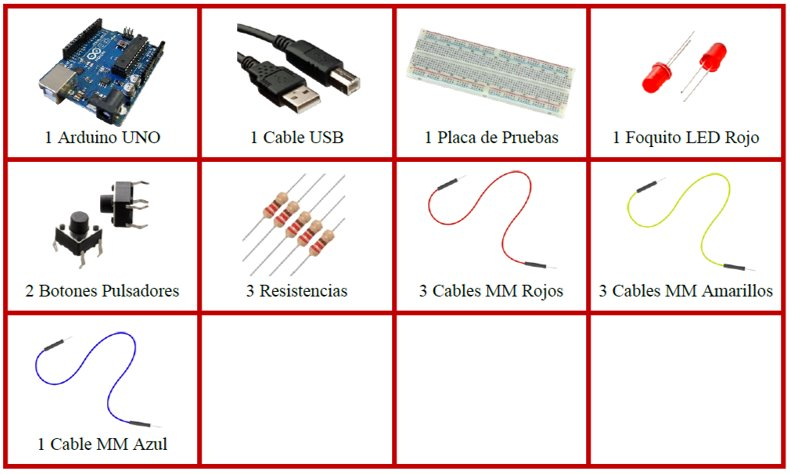 1 Arduino UNO
1 Cable USB
1 Placa de Pruebas
1 Foquito LED Rojo
2 Botones Pulsadores
3 Resistencias
3 Cables MM Rojos
3 Cables MM Amarillos
1 Cable MM Azul